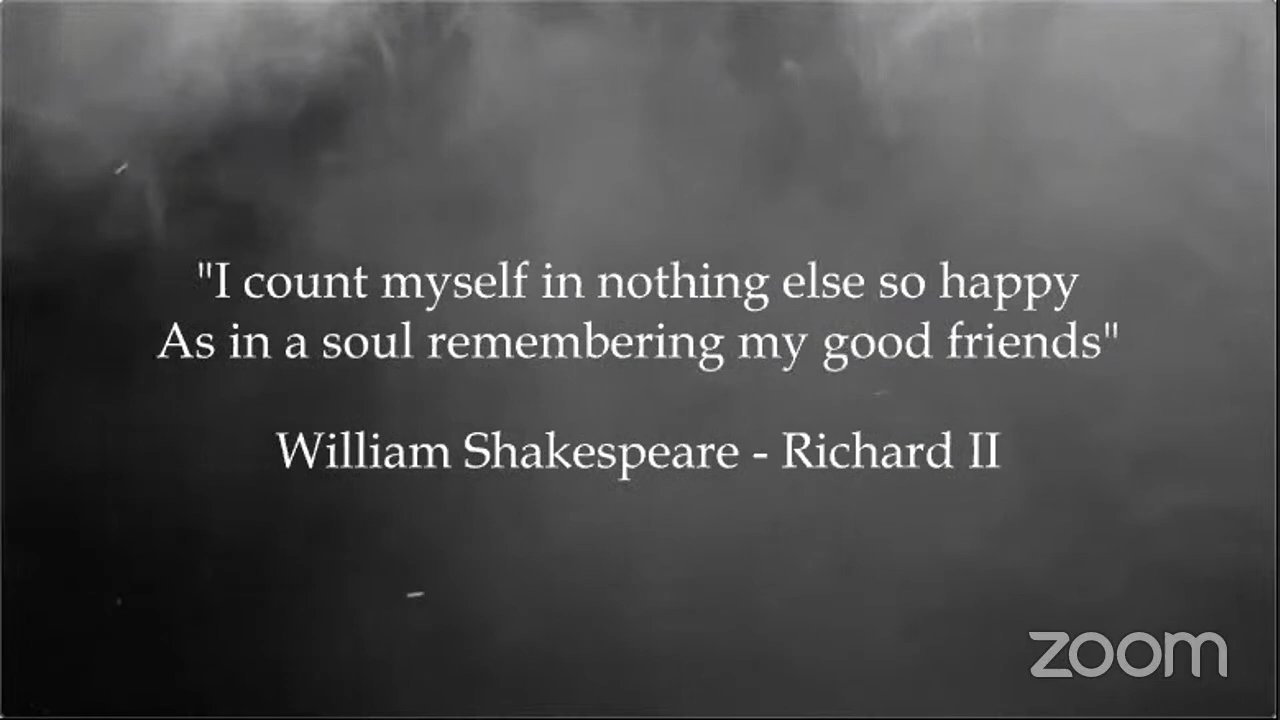 "I count myself in nothing else so happy
As in a soul remembering my good friends"
William Shakespeare - Richard II
zoom